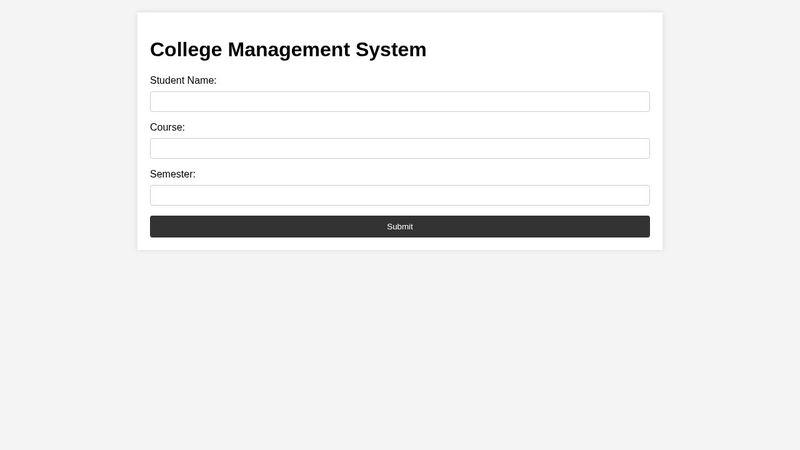 College Management System
Student Name:
Course:
Semester:
Submit